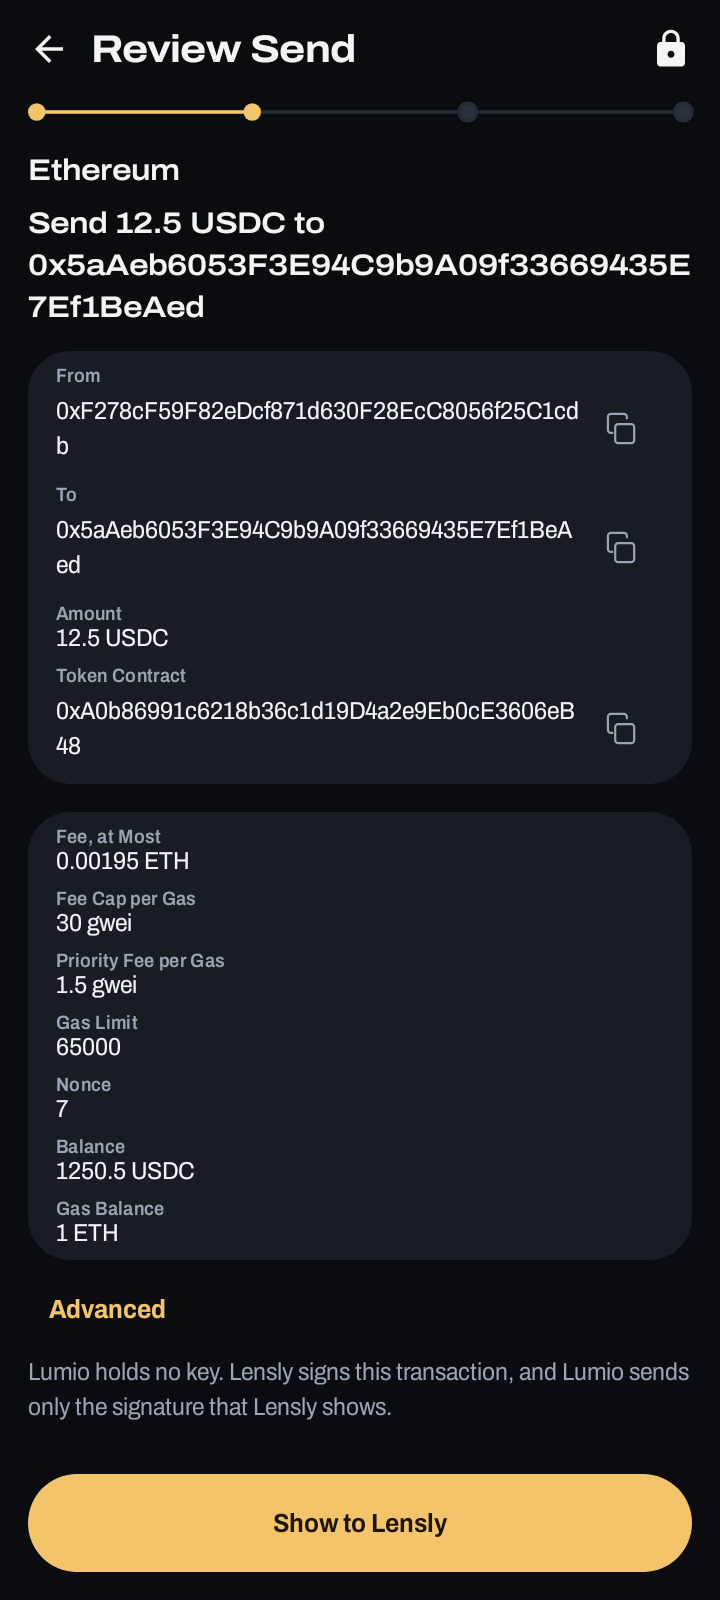 Review Send
Ethereum
Send 12.5 USDC to
0x5aAeb6053F3E94C9b9A09f33669435E
7Ef1BeAed
From
0xF278cF59F82eDcf871d630F28EcC8056f25C1cd
b
To
0x5aAeb6053F3E94C9b9A09f33669435E7Ef1BeA
ed
Amount
12.5 USDC
Token Contract
0xA0b86991c6218b36c1d19D4a2e9Eb0cE3606eB
48
Fee, at Most
0.00195 ETH
Fee Cap per Gas
30 gwei
Priority Fee per Gas
1.5 gwei
Gas Limit
65000
Nonce
7
Balance
1250.5 USDC
Gas Balance
1 ETH
Advanced
Lumio holds no key. Lensly signs this transaction, and Lumio sends
only the signature that Lensly shows.
Show to Lensly